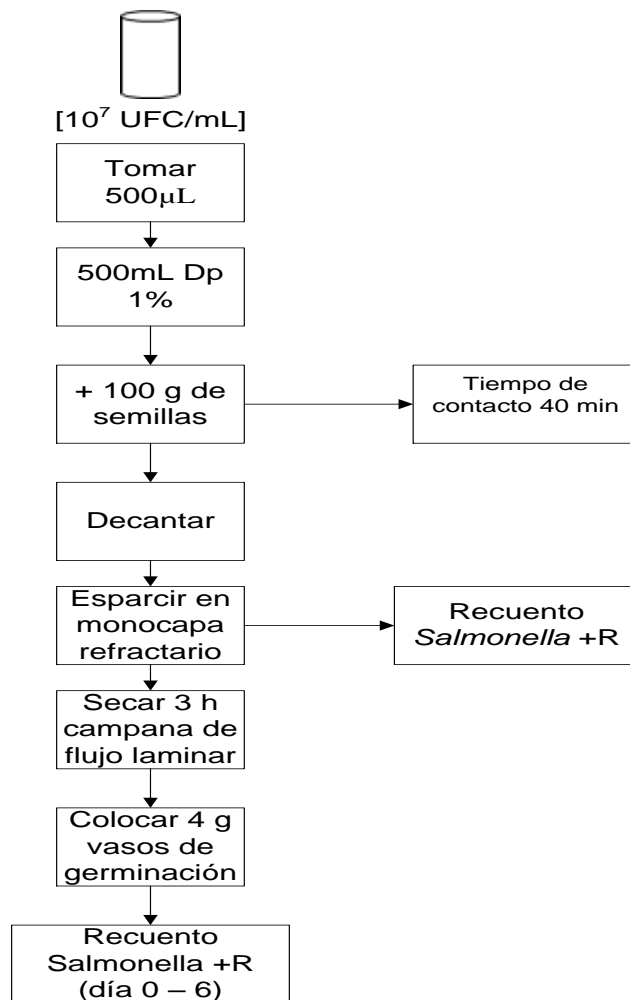 [10⁷ UFC/mL]
Tomar
500μL
500mL Dp
1%
+ 100 g de
semillas
Tiempo de
contacto 40 min
Decantar
Esparcir en
monocapa
refractario
Recuento
Salmonella +R
Secar 3 h
campana de
flujo laminar
Colocar 4 g
vasos de
germinación
Recuento
Salmonella +R
(día 0 – 6)